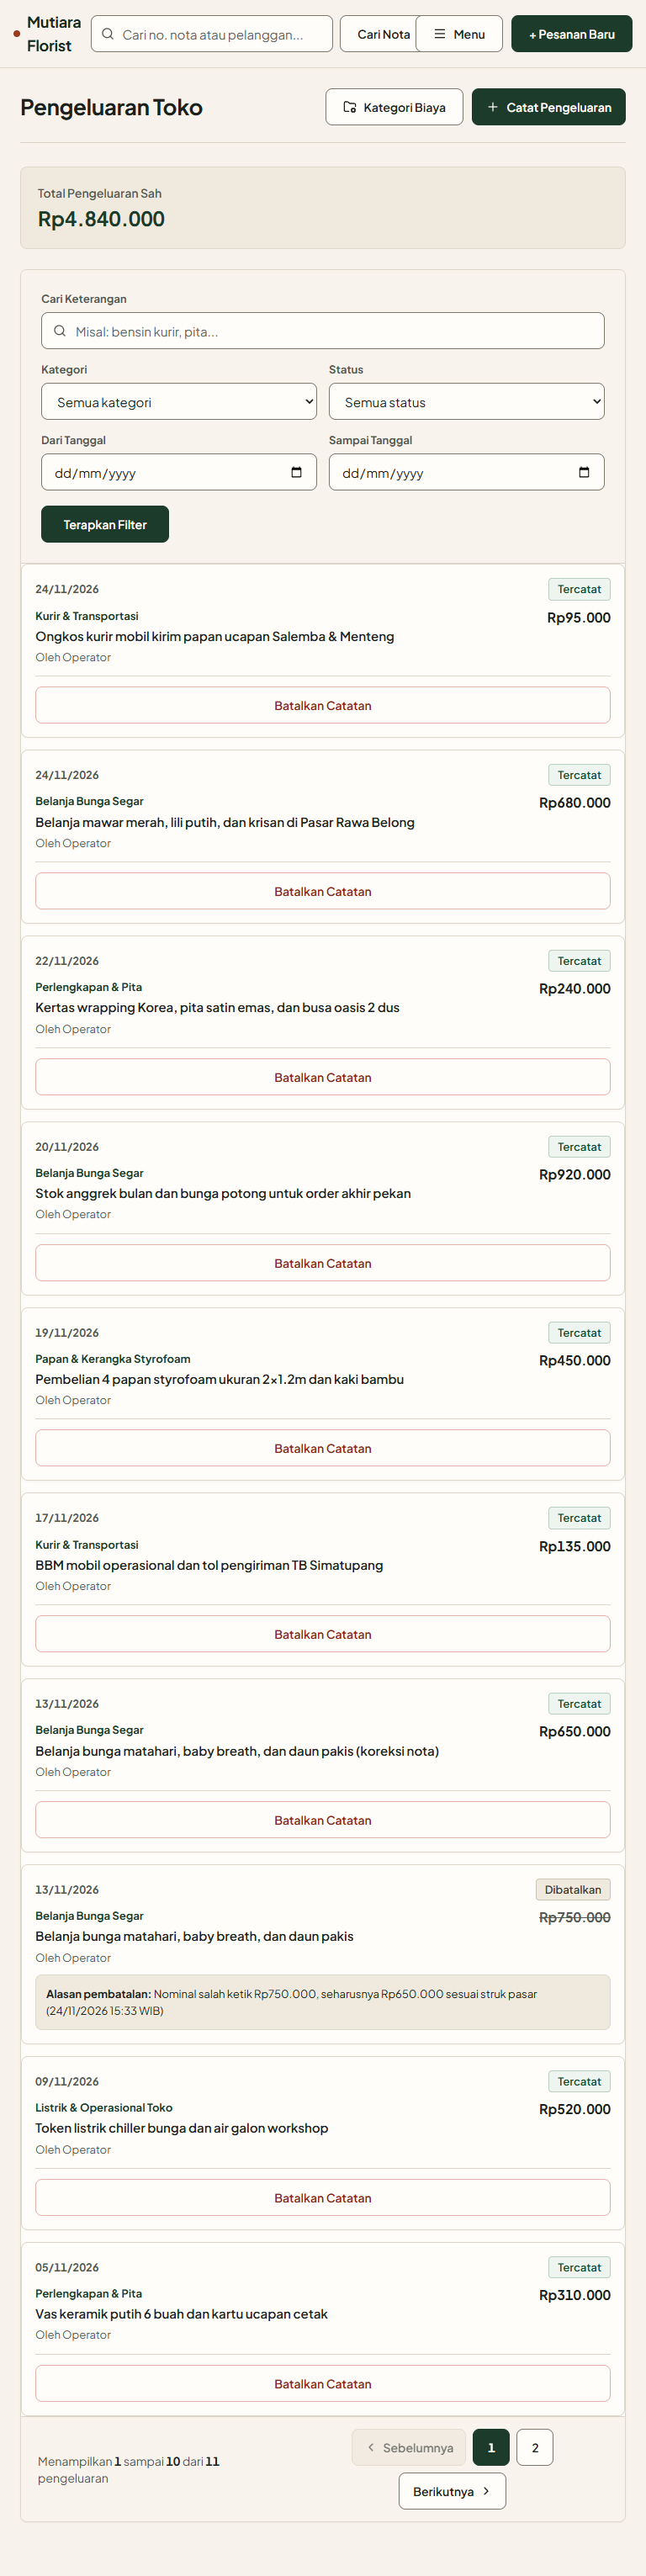 Mutiara
Florist
Cari no. nota atau pelanggan...
Cari Nota
Menu
+ Pesanan Baru
Pengeluaran Toko
Kategori Biaya
Catat Pengeluaran
Total Pengeluaran Sah
Rp4.840.000
Cari Keterangan
Misal: bensin kurir, pita...
Kategori
Status
Semua kategori
Semua status
Dari Tanggal
Sampai Tanggal
dd/mm/yyyy
dd/mm/yyyy
Terapkan Filter
24/11/2026
Tercatat
Kurir & Transportasi
Rp95.000
Ongkos kurir mobil kirim papan ucapan Salemba & Menteng
Oleh Operator
Batalkan Catatan
24/11/2026
Tercatat
Belanja Bunga Segar
Rp680.000
Belanja mawar merah, lili putih, dan krisan di Pasar Rawa Belong
Oleh Operator
Batalkan Catatan
22/11/2026
Tercatat
Perlengkapan & Pita
Rp240.000
Kertas wrapping Korea, pita satin emas, dan busa oasis 2 dus
Oleh Operator
Batalkan Catatan
20/11/2026
Tercatat
Belanja Bunga Segar
Rp920.000
Stok anggrek bulan dan bunga potong untuk order akhir pekan
Oleh Operator
Batalkan Catatan
19/11/2026
Tercatat
Papan & Kerangka Styrofoam
Rp450.000
Pembelian 4 papan styrofoam ukuran 2×1.2m dan kaki bambu
Oleh Operator
Batalkan Catatan
17/11/2026
Tercatat
Kurir & Transportasi
Rp135.000
BBM mobil operasional dan tol pengiriman TB Simatupang
Oleh Operator
Batalkan Catatan
13/11/2026
Tercatat
Belanja Bunga Segar
Rp650.000
Belanja bunga matahari, baby breath, dan daun pakis (koreksi nota)
Oleh Operator
Batalkan Catatan
13/11/2026
Dibatalkan
Belanja Bunga Segar
Rp750.000
Belanja bunga matahari, baby breath, dan daun pakis
Oleh Operator
Alasan pembatalan: Nominal salah ketik Rp750.000, seharusnya Rp650.000 sesuai struk pasar
(24/11/2026 15:33 WIB)
09/11/2026
Tercatat
Listrik & Operasional Toko
Rp520.000
Token listrik chiller bunga dan air galon workshop
Oleh Operator
Batalkan Catatan
05/11/2026
Tercatat
Perlengkapan & Pita
Rp310.000
Vas keramik putih 6 buah dan kartu ucapan cetak
Oleh Operator
Batalkan Catatan
Menampilkan 1 sampai 10 dari 11
pengeluaran
Sebelumnya
1
2
Berikutnya